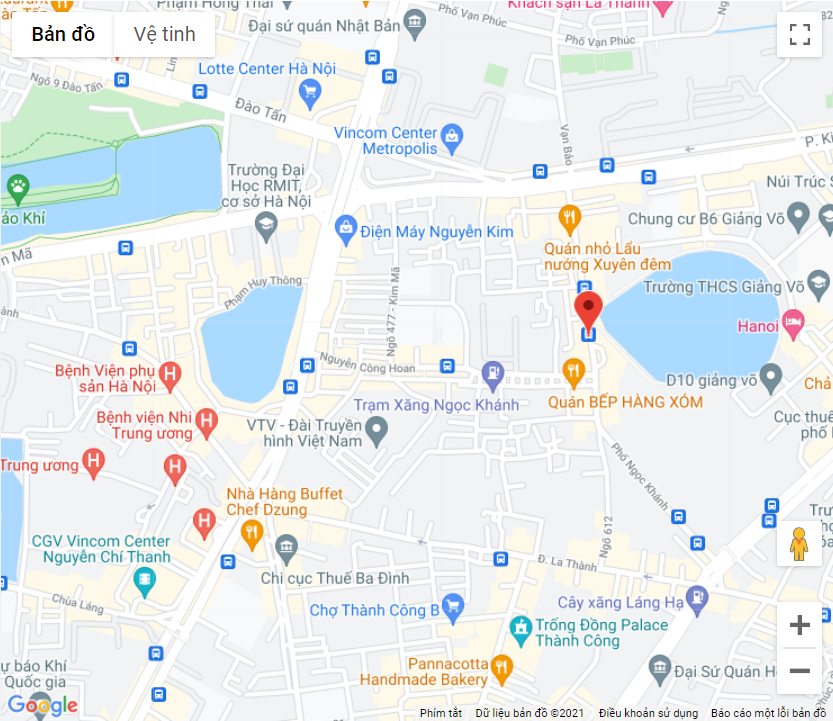 Phạm Hồng Thái
Khách sạn La Thành
Phố Vạn Phúc
Đại sứ quán Nhật Bản
Bản đồ
Vệ tinh
Phố Vạn Phúc
Lotte Center Hà Nội
Ngõ 9 Đào Tấn
Đào Tấn
Vincom Center
Metropolis
Vạn Bảo
P. Ki
Trường Đại
Học RMIT,
cơ sở Hà Nội
Núi Trúc S
ảo Khỉ
Chung cư B6 Giảng Võ
Điện Máy Nguyễn Kim
n Mã
Quán nhỏ Lẩu
nướng Xuyên đêm
Phạm Huy Thông
Ngõ 477 - Kim Mã
Trường THCS Giảng Võ
Hanoi
Nguyên Công Hoan
Bệnh Viện phụ
sản Hà Nội
D10 giảng võ
Chả
Trạm Xăng Ngọc Khánh
Quán BẾP HÀNG XÓM
Bệnh viện Nhi
Trung ương
VTV - Đài Truyền
hình Việt Nam
Cục thu
phố
Trung ương
Phố Ngọc Khánh
Nhà Hàng Buffet
Chef Dzung
Ngõ 612
CGV Vincom Center
Nguyễn Chí Thanh
Chi cục Thuế Ba Đình
Đ. La Thành
Chùa Láng
Chợ Thành Công B
Cây xăng Láng Hạ
Trống Đồng Palace
Thành Công
Pannacotta
Handmade Bakery
Đại Sứ Quán H
ự báo Khí
Quốc gia
Google
Phím tắt
Dữ liệu bản đồ ©2021
Điều khoản sử dụng
Báo cáo một lỗi bản đồ